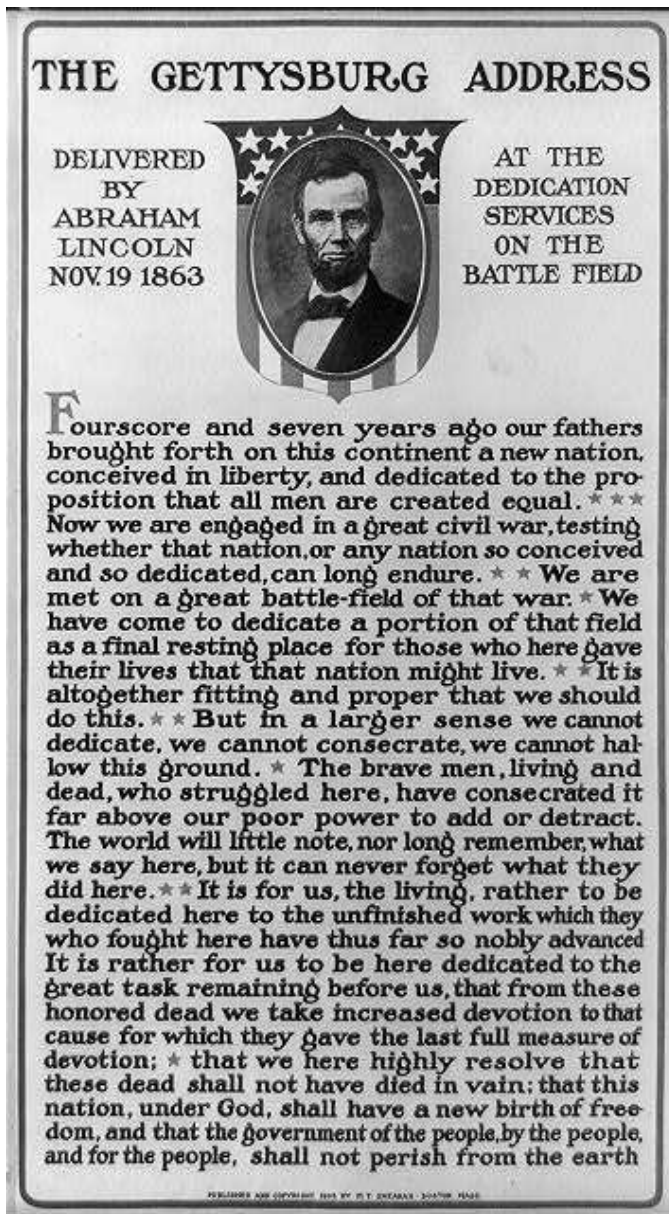 THE GETTYSBURG ADDRESS
DELIVERED
BY
ABRAHAM
LINCOLN
NOV. 19 1863
AT THE
DEDICATION
SERVICES
ON THE
BATTLE FIELD
Fourscore and seven years ago our fathers
brought forth on this continent a new nation,
conceived in liberty, and dedicated to the pro-
position that all men are created equal. ★ ★ ★
Now we are engaged in a great civil war, testing
whether that nation, or any nation so conceived
and so dedicated, can long endure. ★ ★ We are
met on a great battle-field of that war. ★ We
have come to dedicate a portion of that field
as a final resting place for those who here gave
their lives that that nation might live. ★ ★ It is
altogether fitting and proper that we should
do this. ★ ★ But in a larger sense we cannot
dedicate, we cannot consecrate, we cannot hal-
low this ground. ★ The brave men, living and
dead, who struggled here, have consecrated it
far above our poor power to add or detract.
The world will little note, nor long remember, what
we say here, but it can never forget what they
did here. ★ ★ It is for us, the living, rather to be
dedicated here to the unfinished work which they
who fought here have thus far so nobly advanced
It is rather for us to be here dedicated to the
great task remaining before us, that from these
honored dead we take increased devotion to that
cause for which they gave the last full measure of
devotion; ★ that we here highly resolve that
these dead shall not have died in vain; that this
nation, under God, shall have a new birth of free-
dom, and that the government of the people, by the people,
and for the people, shall not perish from the earth
PUBLISHED AND COPYRIGHT BY M. T. SHEAHAN · BOSTON MASS